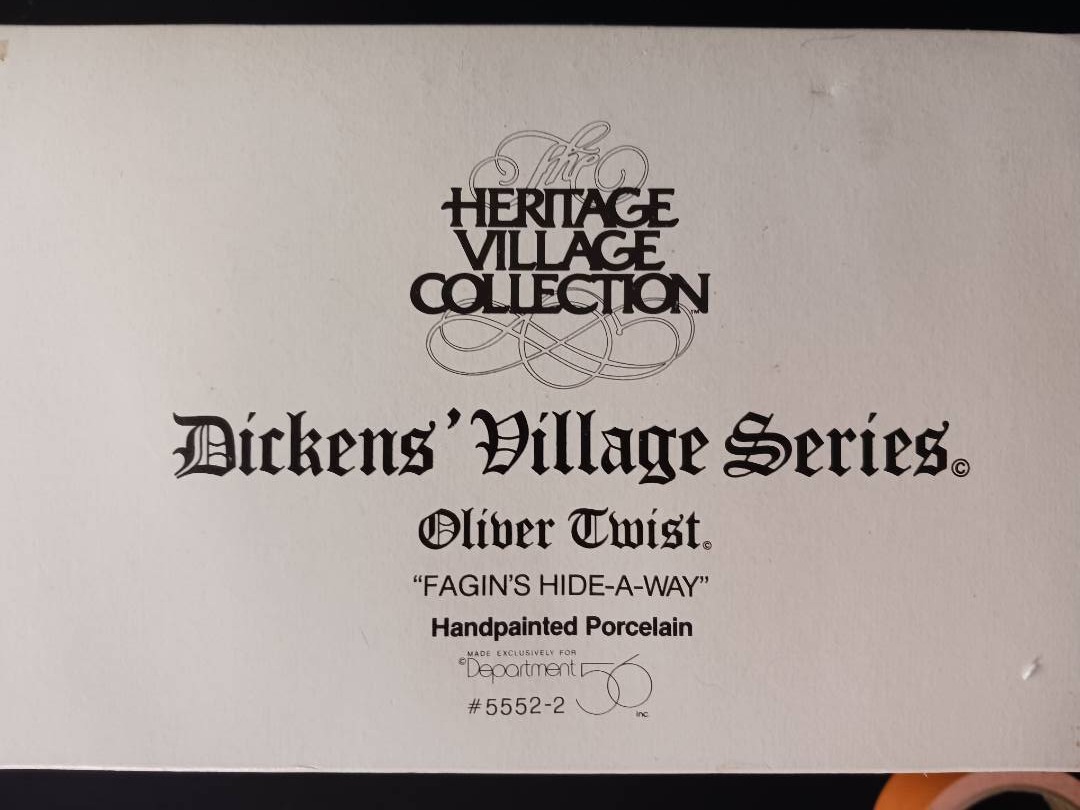 The
HERITAGE
VILLAGE
COLLECTION™
Dickens' Village Series©
Oliver Twist©
“FAGIN'S HIDE-A-WAY”
Handpainted Porcelain
MADE EXCLUSIVELY FOR
©Department 56
#5552-2 inc.